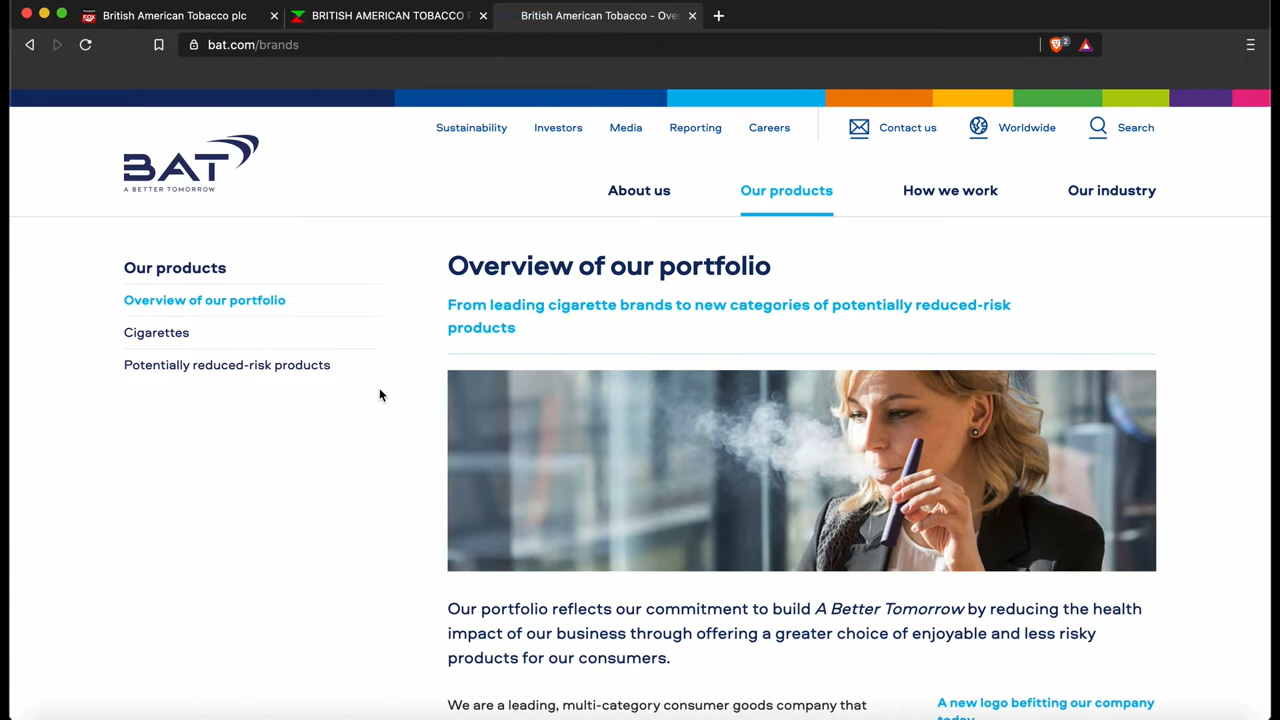 British American Tobacco plc
BRITISH AMERICAN TOBACCO
British American Tobacco - Ove
bat.com/brands
2
Sustainability
Investors
Media
Reporting
Careers
Contact us
Worldwide
Search
BAT
A BETTER TOMORROW
About us
Our products
How we work
Our industry
Our products
Overview of our portfolio
Cigarettes
Potentially reduced-risk products
Overview of our portfolio
From leading cigarette brands to new categories of potentially reduced-risk
products
Our portfolio reflects our commitment to build A Better Tomorrow by reducing the health
impact of our business through offering a greater choice of enjoyable and less risky
products for our consumers.
We are a leading, multi-category consumer goods company that
A new logo befitting our company
today